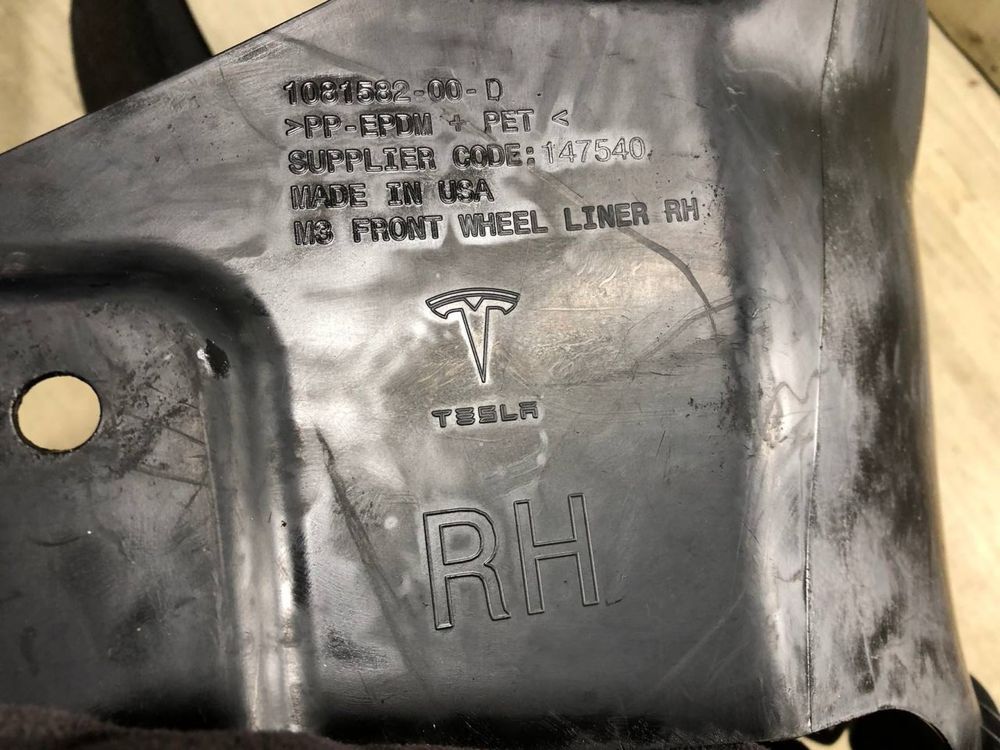 1081582-00-D
>PP-EPDM + PET <
SUPPLIER CODE:147540
MADE IN USA
M3 FRONT WHEEL LINER RH
TESLA
RH